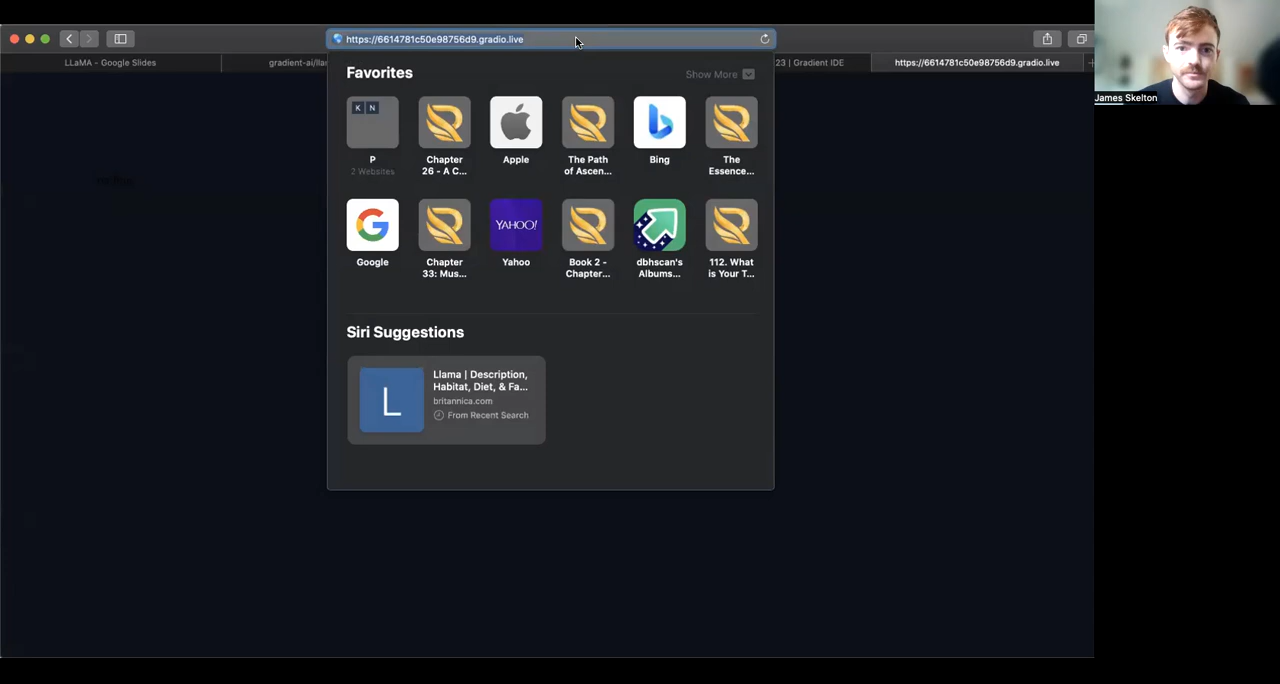 https://6614781c50e98756d9.gradio.live
LLaMA - Google Slides
gradient-ai/llar
23 | Gradient IDE
https://6614781c50e98756d9.gradio.live
James Skelton
Favorites
Show More
K N
P
2 Websites
Chapter
26 - A C...
Apple
The Path
of Ascen...
Bing
The
Essence...
Google
YAHOO!
Chapter
33: Mus...
Yahoo
Book 2 -
Chapter...
dbhscan's
Albums...
112. What
is Your T...
Siri Suggestions
L
Llama | Description,
Habitat, Diet, & Fa...
britannica.com
From Recent Search